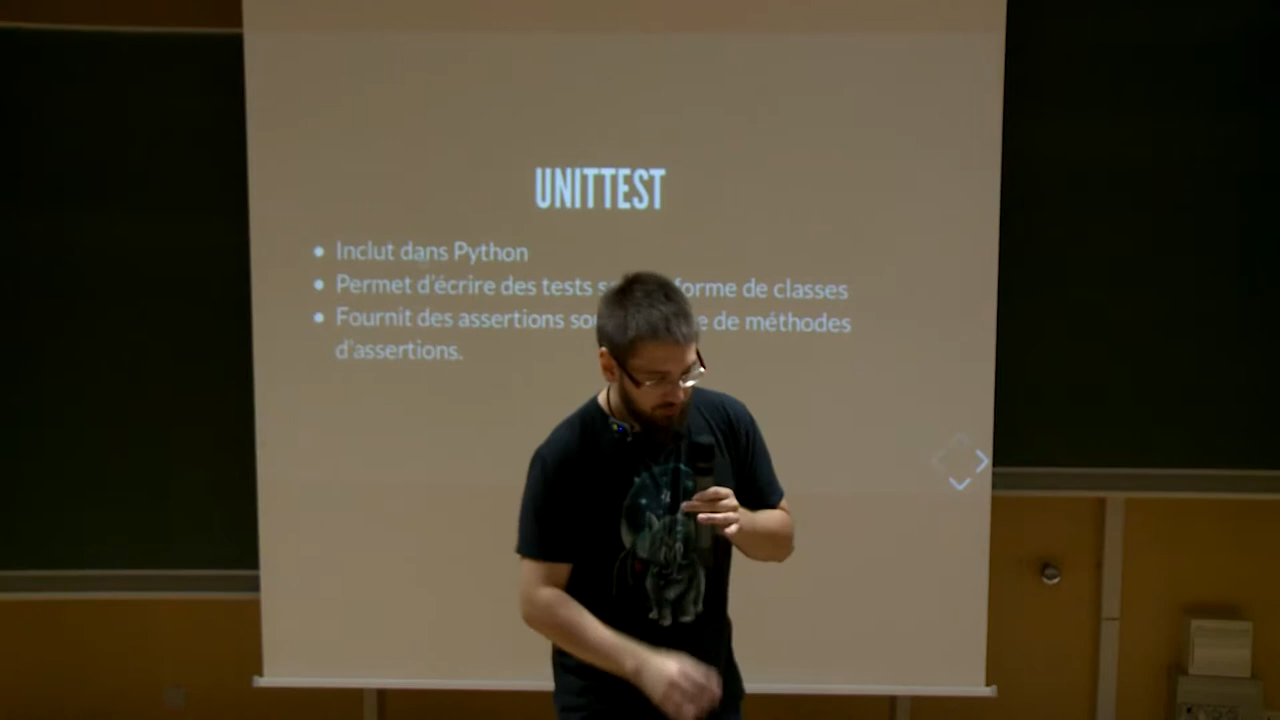 UNITTEST
• Inclut dans Python
• Permet d'écrire des tests forme de classes
• Fournit des assertions de méthodes
d'assertions.